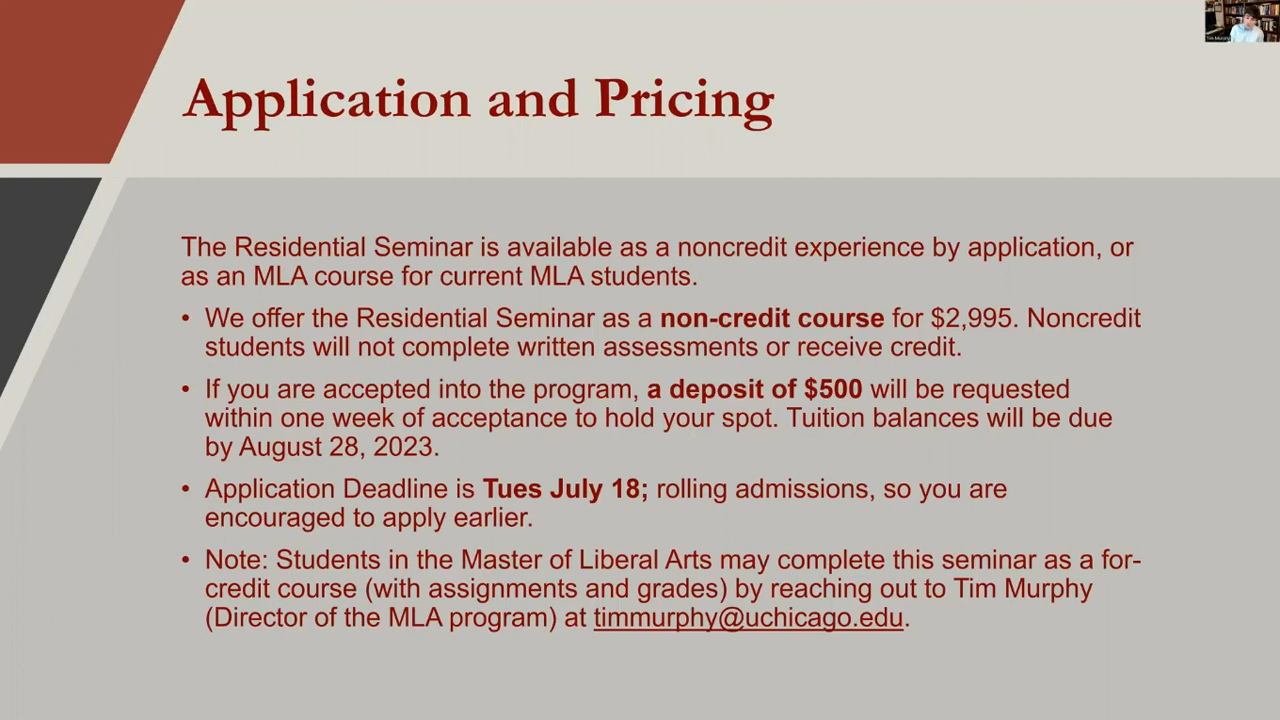 Application and Pricing
Tim Murphy
The Residential Seminar is available as a noncredit experience by application, or
as an MLA course for current MLA students.
• We offer the Residential Seminar as a non-credit course for $2,995. Noncredit
students will not complete written assessments or receive credit.
• If you are accepted into the program, a deposit of $500 will be requested
within one week of acceptance to hold your spot. Tuition balances will be due
by August 28, 2023.
• Application Deadline is Tues July 18; rolling admissions, so you are
encouraged to apply earlier.
• Note: Students in the Master of Liberal Arts may complete this seminar as a for-
credit course (with assignments and grades) by reaching out to Tim Murphy
(Director of the MLA program) at timmurphy@uchicago.edu.